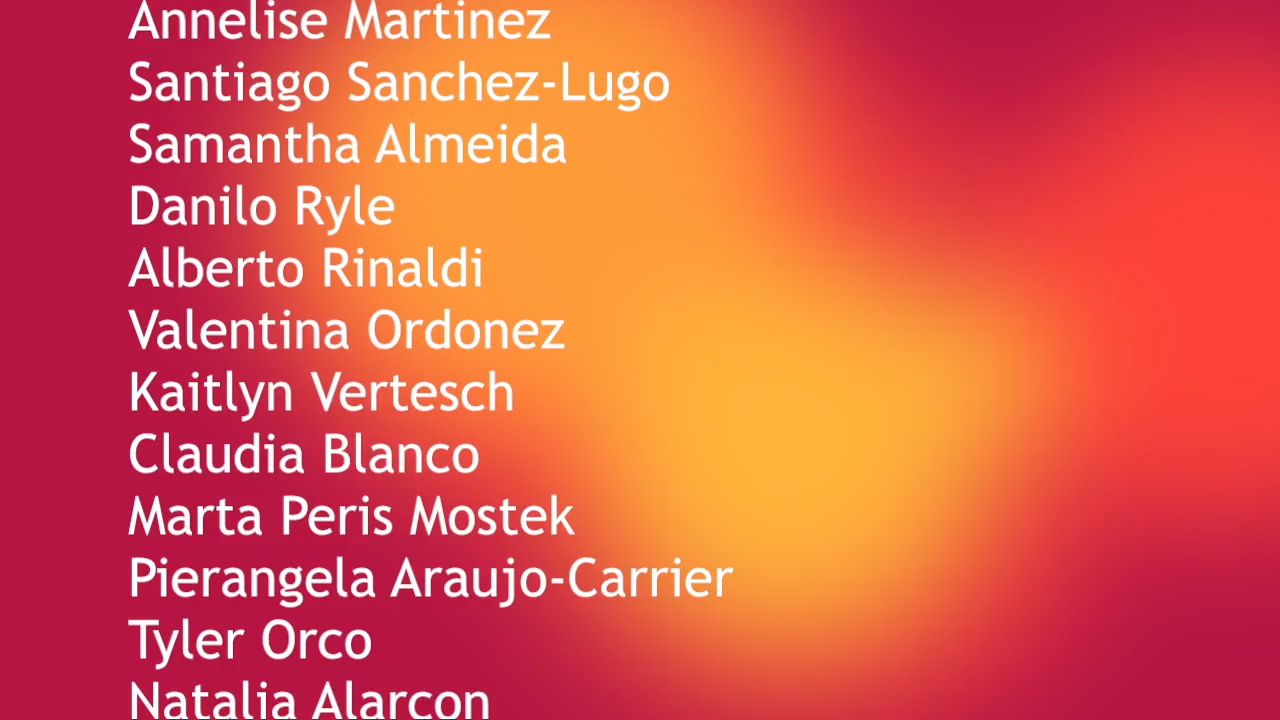 Annelise Martinez
Santiago Sanchez-Lugo
Samantha Almeida
Danilo Ryle
Alberto Rinaldi
Valentina Ordonez
Kaitlyn Vertesch
Claudia Blanco
Marta Peris Mostek
Pierangela Araujo-Carrier
Tyler Orco
Natalia Alarcon